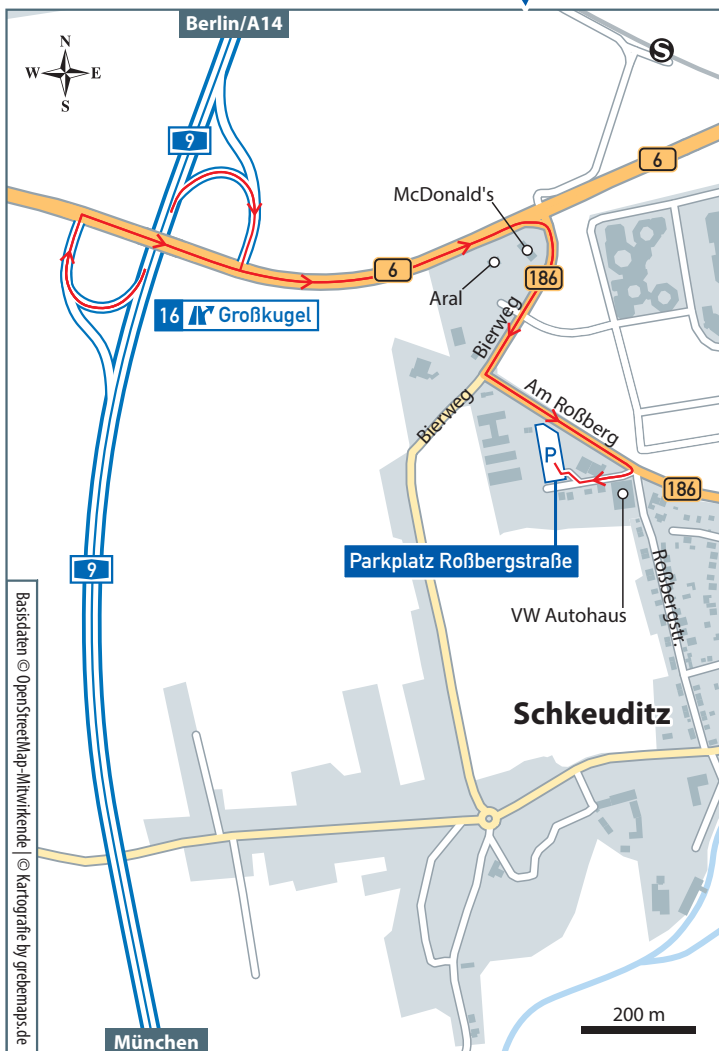 Berlin/A14
N
W E
S
S
9
6
McDonald's
6
Aral
186
16 Großkugel
Bierweg
Bierweg
Am Roßberg
P
186
9
Parkplatz Roßbergstraße
Roßbergstr.
VW Autohaus
Schkeuditz
Basisdaten © OpenStreetMap-Mitwirkende | © Kartografie by grebemaps.de
200 m
München